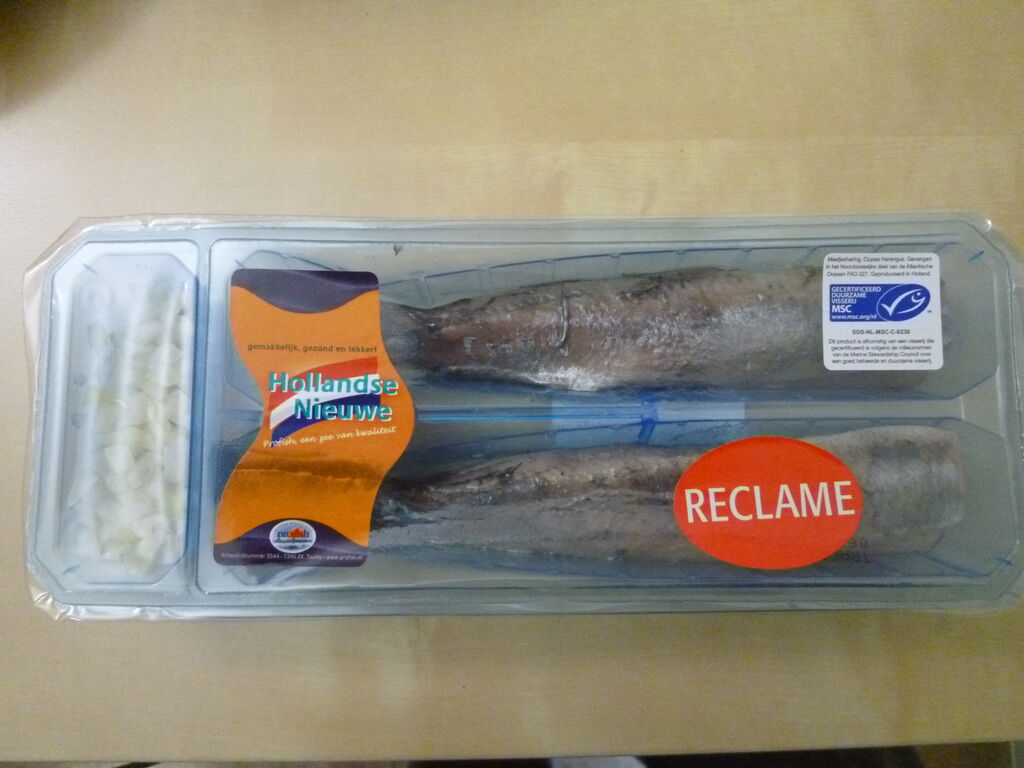 gemakkelijk, gezond en lekker!
Hollandse
Nieuwe
Profish, een zee van kwaliteit
profish
Maatjesharing, Clupea Harengus. Gevangen
in het Noordoostelijke deel van de Atlantische
Oceaan FAO 027. Geproduceerd in Holland.
GECERTIFICEERD
DUURZAME
VISSERIJ
MSC
www.msc.org/nl
TM
SGS-NL-MSC-C-0230
Dit product is afkomstig van een visserij die
gecertificeerd is volgens de milieunormen
van de Marine Stewardship Council voor
een goed beheerde en duurzame visserij.
RECLAME